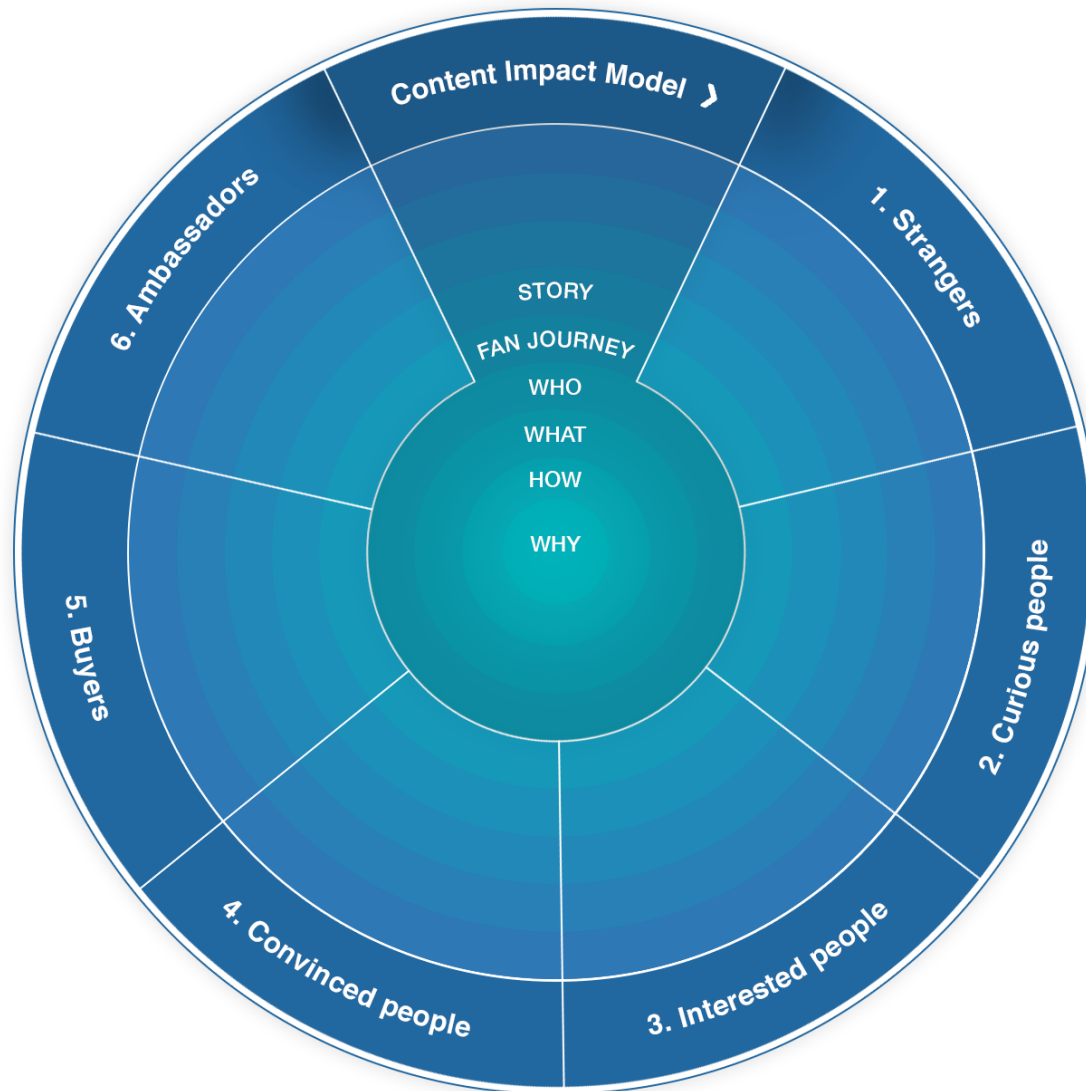 Content Impact Model ❯
1. Strangers
2. Curious people
3. Interested people
4. Convinced people
5. Buyers
6. Ambassadors
STORY
FAN JOURNEY
WHO
WHAT
HOW
WHY